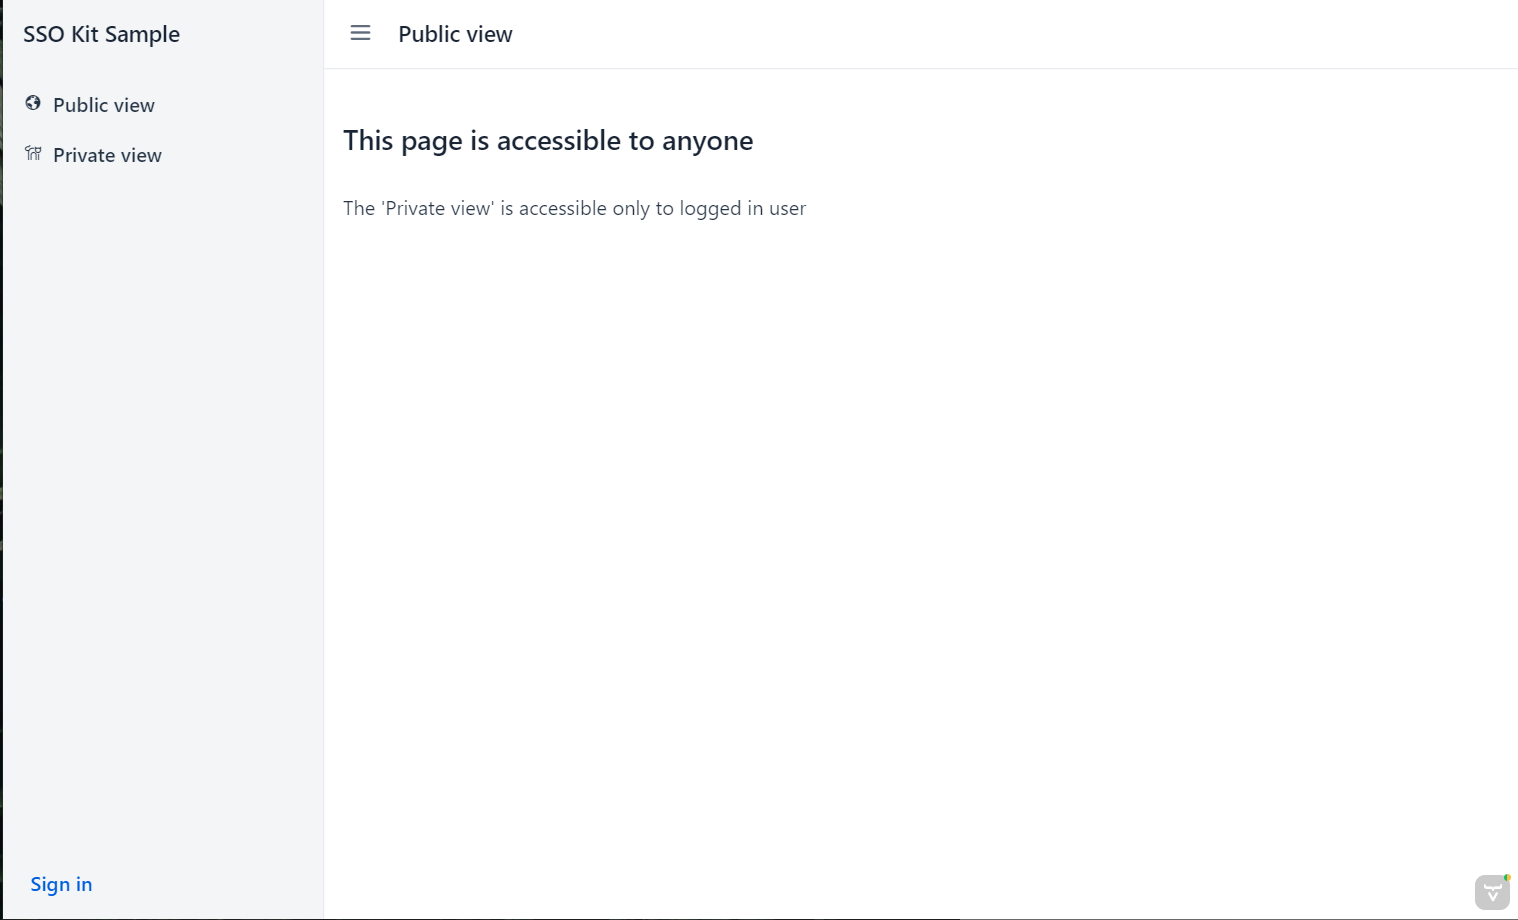 SSO Kit Sample
Public view
Private view
Sign in
Public view
This page is accessible to anyone
The 'Private view' is accessible only to logged in user